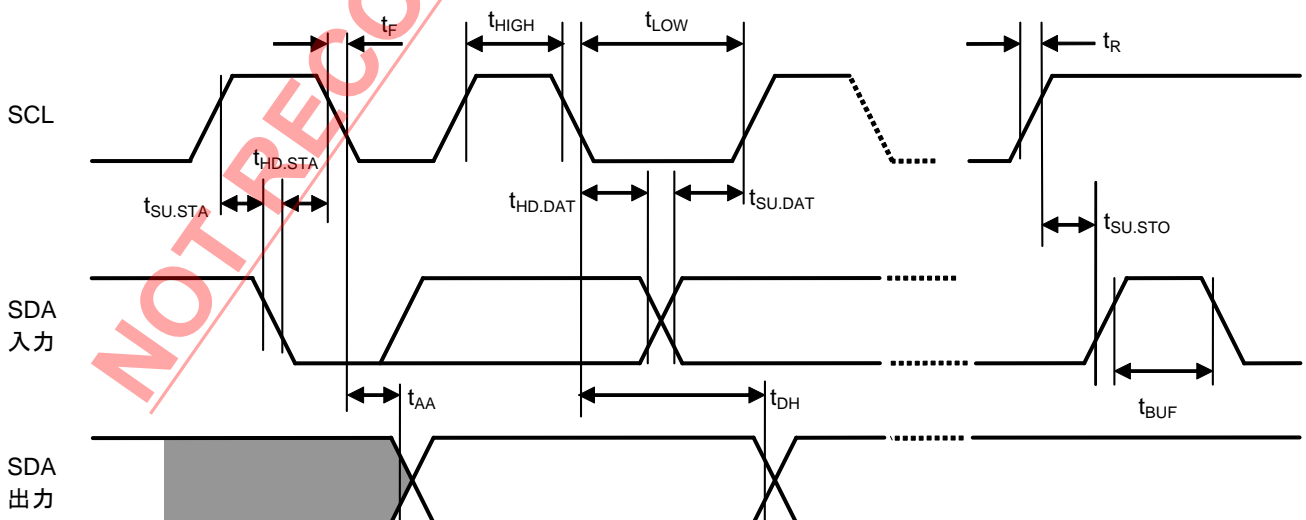 tF
tHIGH
tLOW
tR
SCL
tHD.STA
tSU.STA
tHD.DAT
tSU.DAT
tSU.STO
SDA
入力
tAA
tDH
tBUF
SDA
出力
NOT RECO